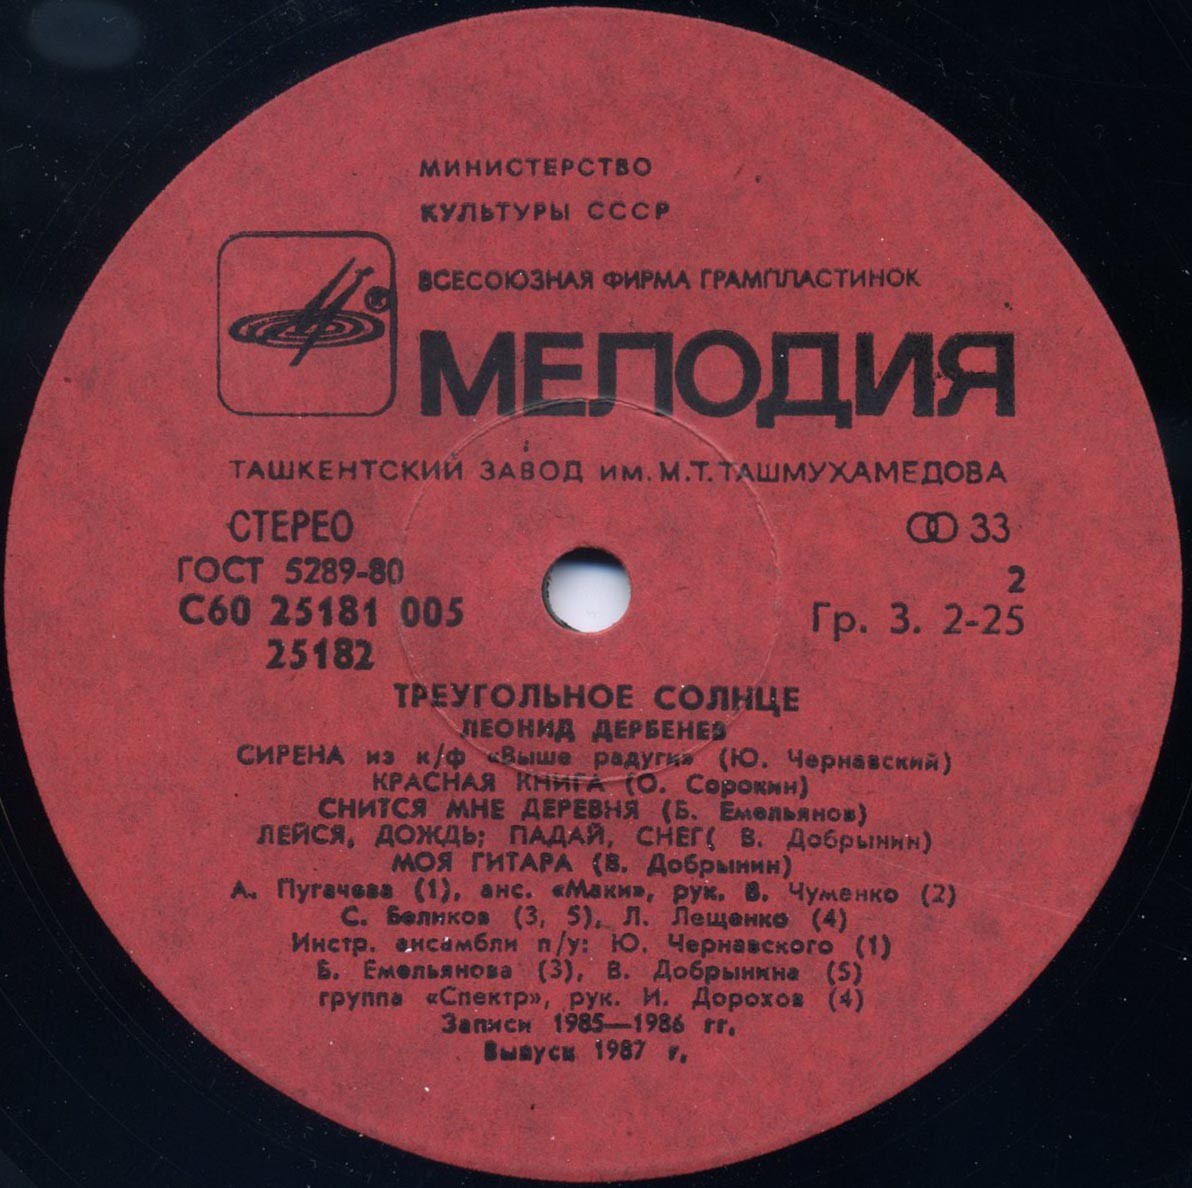 МИНИСТЕРСТВО
КУЛЬТУРЫ СССР
ВСЕСОЮЗНАЯ ФИРМА ГРАМПЛАСТИНОК
®
МЕЛОДИЯ
ТАШКЕНТСКИЙ ЗАВОД ИМ. М.Т. ТАШМУХАМЕДОВА
СТЕРЕО 33
ГОСТ 5289-80 2
С60 25181 005 Гр. 3. 2-25
25182
ТРЕУГОЛЬНОЕ СОЛНЦЕ
ЛЕОНИД ДЕРБЕНЕВ
СИРЕНА из к/ф «Выше радуги» (Ю. Чернавский)
КРАСНАЯ КНИГА (О. Сорокин)
СНИТСЯ МНЕ ДЕРЕВНЯ (Б. Емельянов)
ЛЕЙСЯ, ДОЖДЬ; ПАДАЙ, СНЕГ( В. Добрынин)
МОЯ ГИТАРА (В. Добрынин)
А. Пугачева (1), анс. «Маки», рук. В. Чуменко (2)
С. Беликов (3, 5), Л. Лещенко (4)
Инстр. ансамбли п/у: Ю. Чернавского (1)
Б. Емельянова (3), В. Добрынина (5)
группа «Спектр», рук. И. Дорохов (4)
Записи 1985—1986 гг.
Выпуск 1987 г.